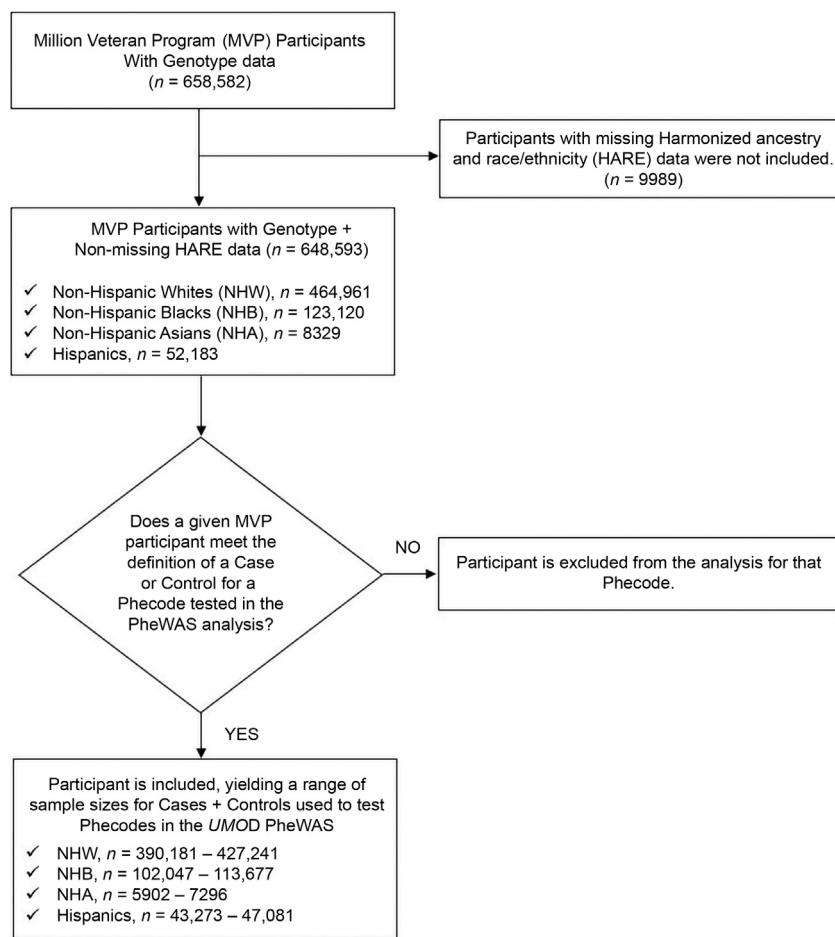 Million Veteran Program (MVP) Participants
With Genotype data
(n = 658,582)
Participants with missing Harmonized ancestry
and race/ethnicity (HARE) data were not included.
(n = 9989)
MVP Participants with Genotype +
Non-missing HARE data (n = 648,593)
✓ Non-Hispanic Whites (NHW), n = 464,961
✓ Non-Hispanic Blacks (NHB), n = 123,120
✓ Non-Hispanic Asians (NHA), n = 8329
✓ Hispanics, n = 52,183
Does a given MVP
participant meet the
definition of a Case
or Control for a
Phecode tested in the
PheWAS analysis?
NO
Participant is excluded from the analysis for that
Phecode.
YES
Participant is included, yielding a range of
sample sizes for Cases + Controls used to test
Phecodes in the UMOD PheWAS
✓ NHW, n = 390,181 – 427,241
✓ NHB, n = 102,047 – 113,677
✓ NHA, n = 5902 – 7296
✓ Hispanics, n = 43,273 – 47,081